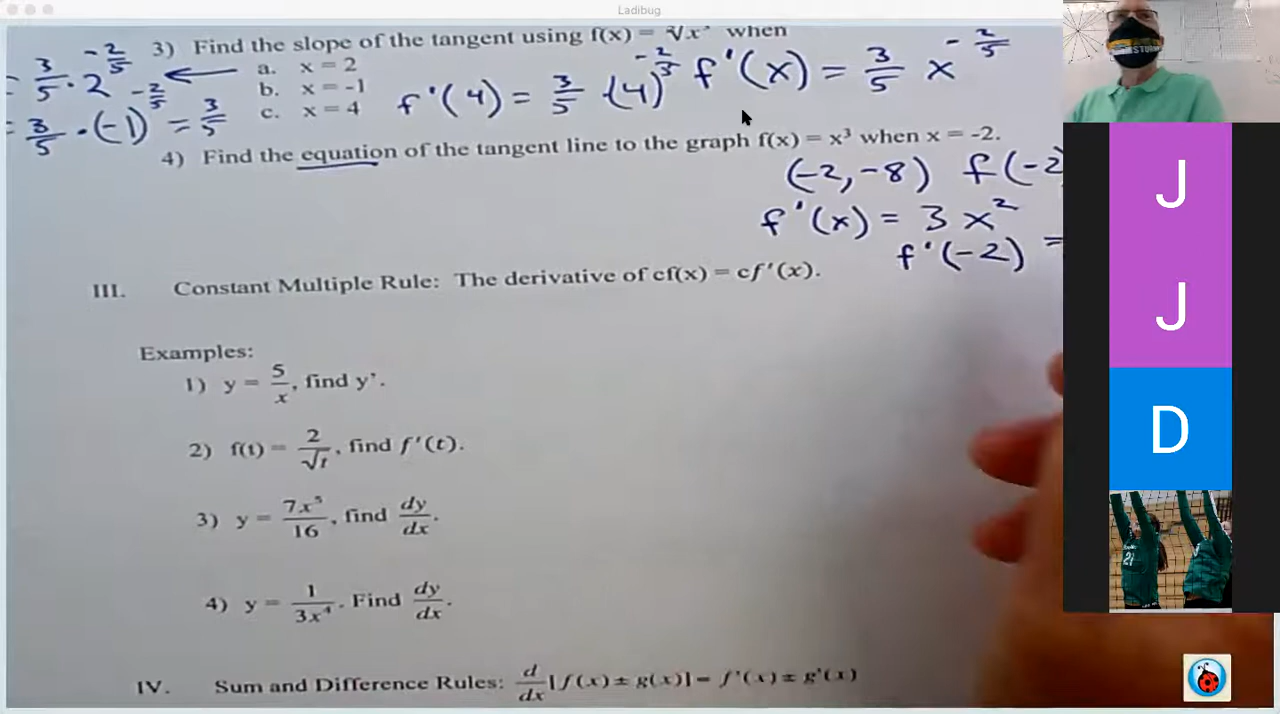 Ladibug
3) Find the slope of the tangent using f(x) = when
a. x = 2
b. x = -1
c. x = 4
= 3/5 · 2^-2/5 ←
= 3/5 · (-1)^-2/5 = 3/5
f'(4) = 3/5 · (4)^-2/5
f'(x) = 3/5 x^-2/5
4) Find the equation of the tangent line to the graph f(x) = x³ when x = -2.
(-2, -8) f(-2
f'(x) = 3x²
f'(-2) =
III. Constant Multiple Rule: The derivative of cf(x) = cf'(x).
Examples:
1) y = 5/x, find y'.
2) f(t) = 2/√t, find f'(t).
3) y = 7x⁵/16, find dy/dx.
4) y = 1/3x⁴. Find dy/dx.
IV. Sum and Difference Rules: d/dx [f(x) ± g(x)] = f'(x) ± g'(x)
STORM
J
J
D
21